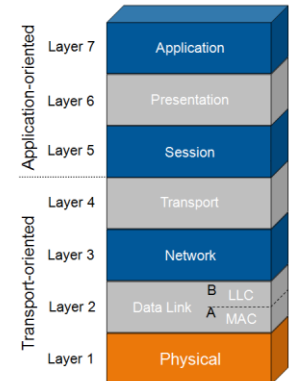 Application-oriented
Transport-oriented
Layer 7 Application
Layer 6 Presentation
Layer 5 Session
Layer 4 Transport
Layer 3 Network
Layer 2 Data Link B LLC
A MAC
Layer 1 Physical